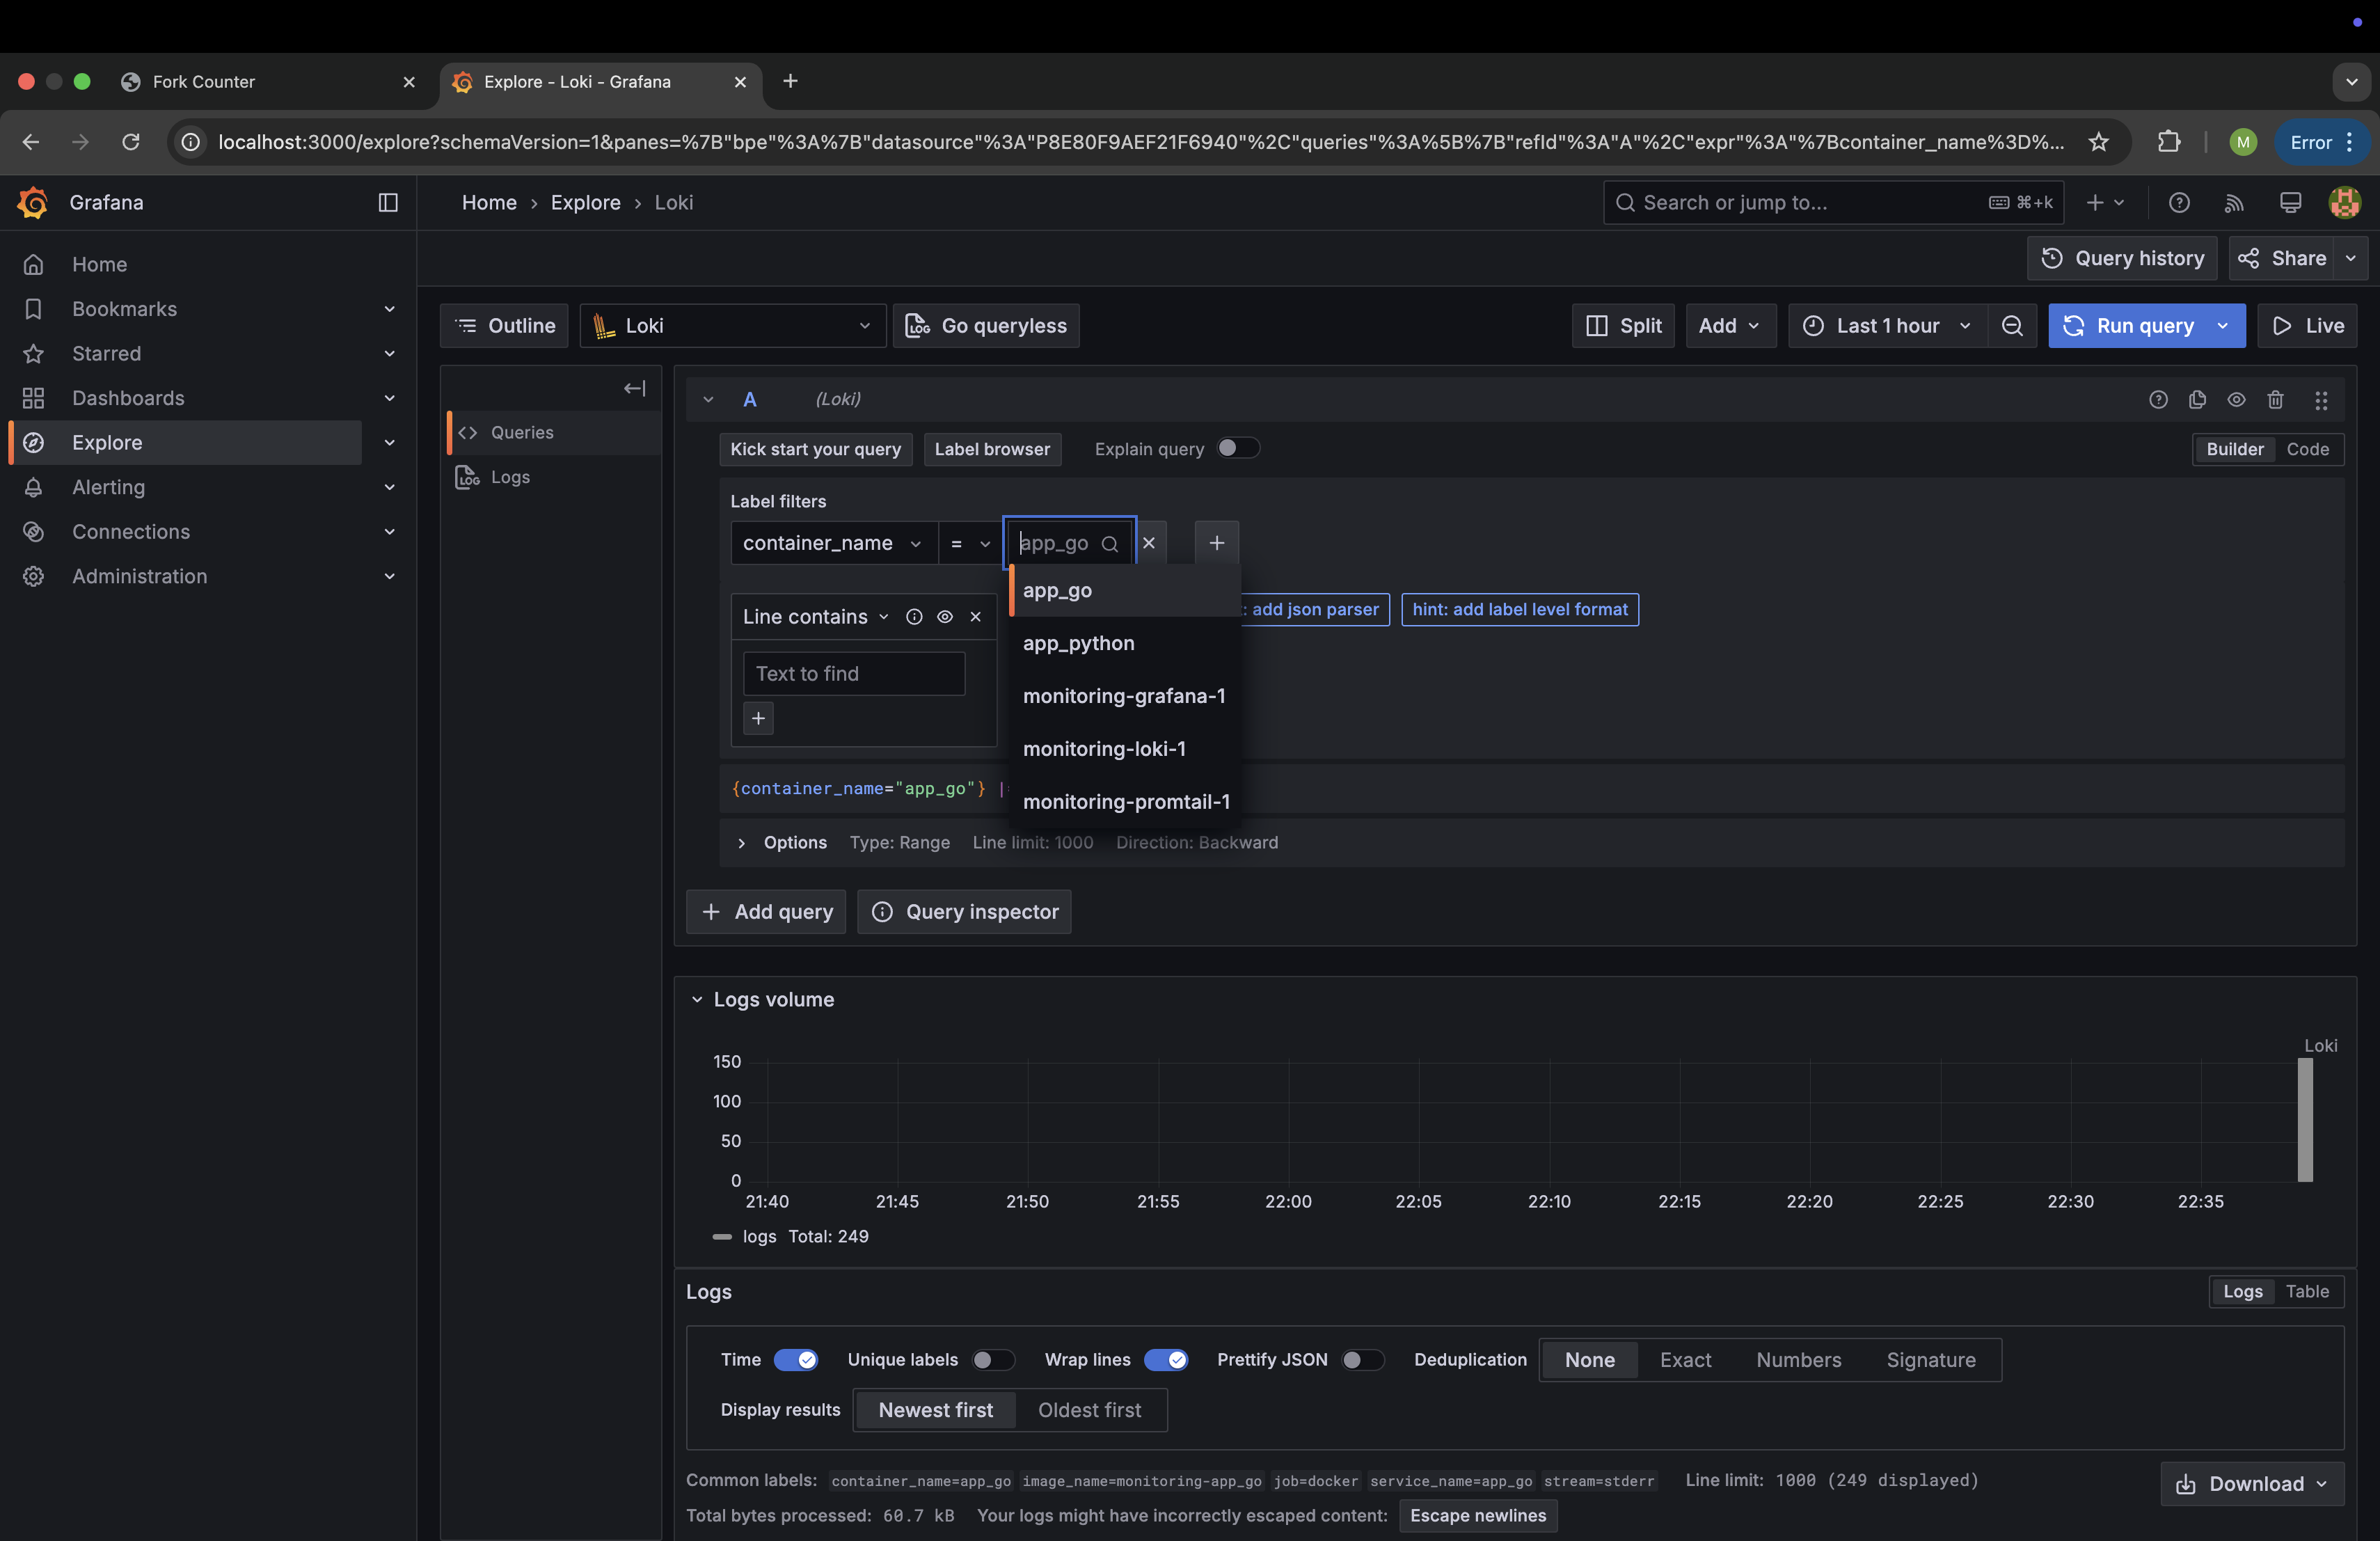 Fork Counter
Explore - Loki - Grafana
localhost:3000/explore?schemaVersion=1&panes=%7B"bpe"%3A%7B"datasource"%3A"P8E80F9AEF21F6940"%2C"queries"%3A%5B%7B"refId"%3A"A"%2C"expr"%3A"%7Bcontainer_name%3D%...
M
Error
Grafana
Home › Explore › Loki
Search or jump to...
⌘+k
Home
Bookmarks
Starred
Dashboards
Explore
Alerting
Connections
Administration
Query history
Share
Outline
Loki
Go queryless
Split
Add
Last 1 hour
Run query
Live
Queries
LOG Logs
A (Loki)
Kick start your query
Label browser
Explain query
Builder
Code
Label filters
container_name
=
app_go
app_go
app_python
monitoring-grafana-1
monitoring-loki-1
monitoring-promtail-1
Line contains
Text to find
: add json parser
hint: add label level format
{container_name="app_go"} |
Options Type: Range Line limit: 1000 Direction: Backward
Add query
Query inspector
Logs volume
Loki
150
100
50
0
21:40 21:45 21:50 21:55 22:00 22:05 22:10 22:15 22:20 22:25 22:30 22:35
logs Total: 249
Logs
Logs
Table
Time
Unique labels
Wrap lines
Prettify JSON
Deduplication
None
Exact
Numbers
Signature
Display results
Newest first
Oldest first
Common labels: container_name=app_go image_name=monitoring-app_go job=docker service_name=app_go stream=stderr Line limit: 1000 (249 displayed)
Download
Total bytes processed: 60.7 kB Your logs might have incorrectly escaped content: Escape newlines